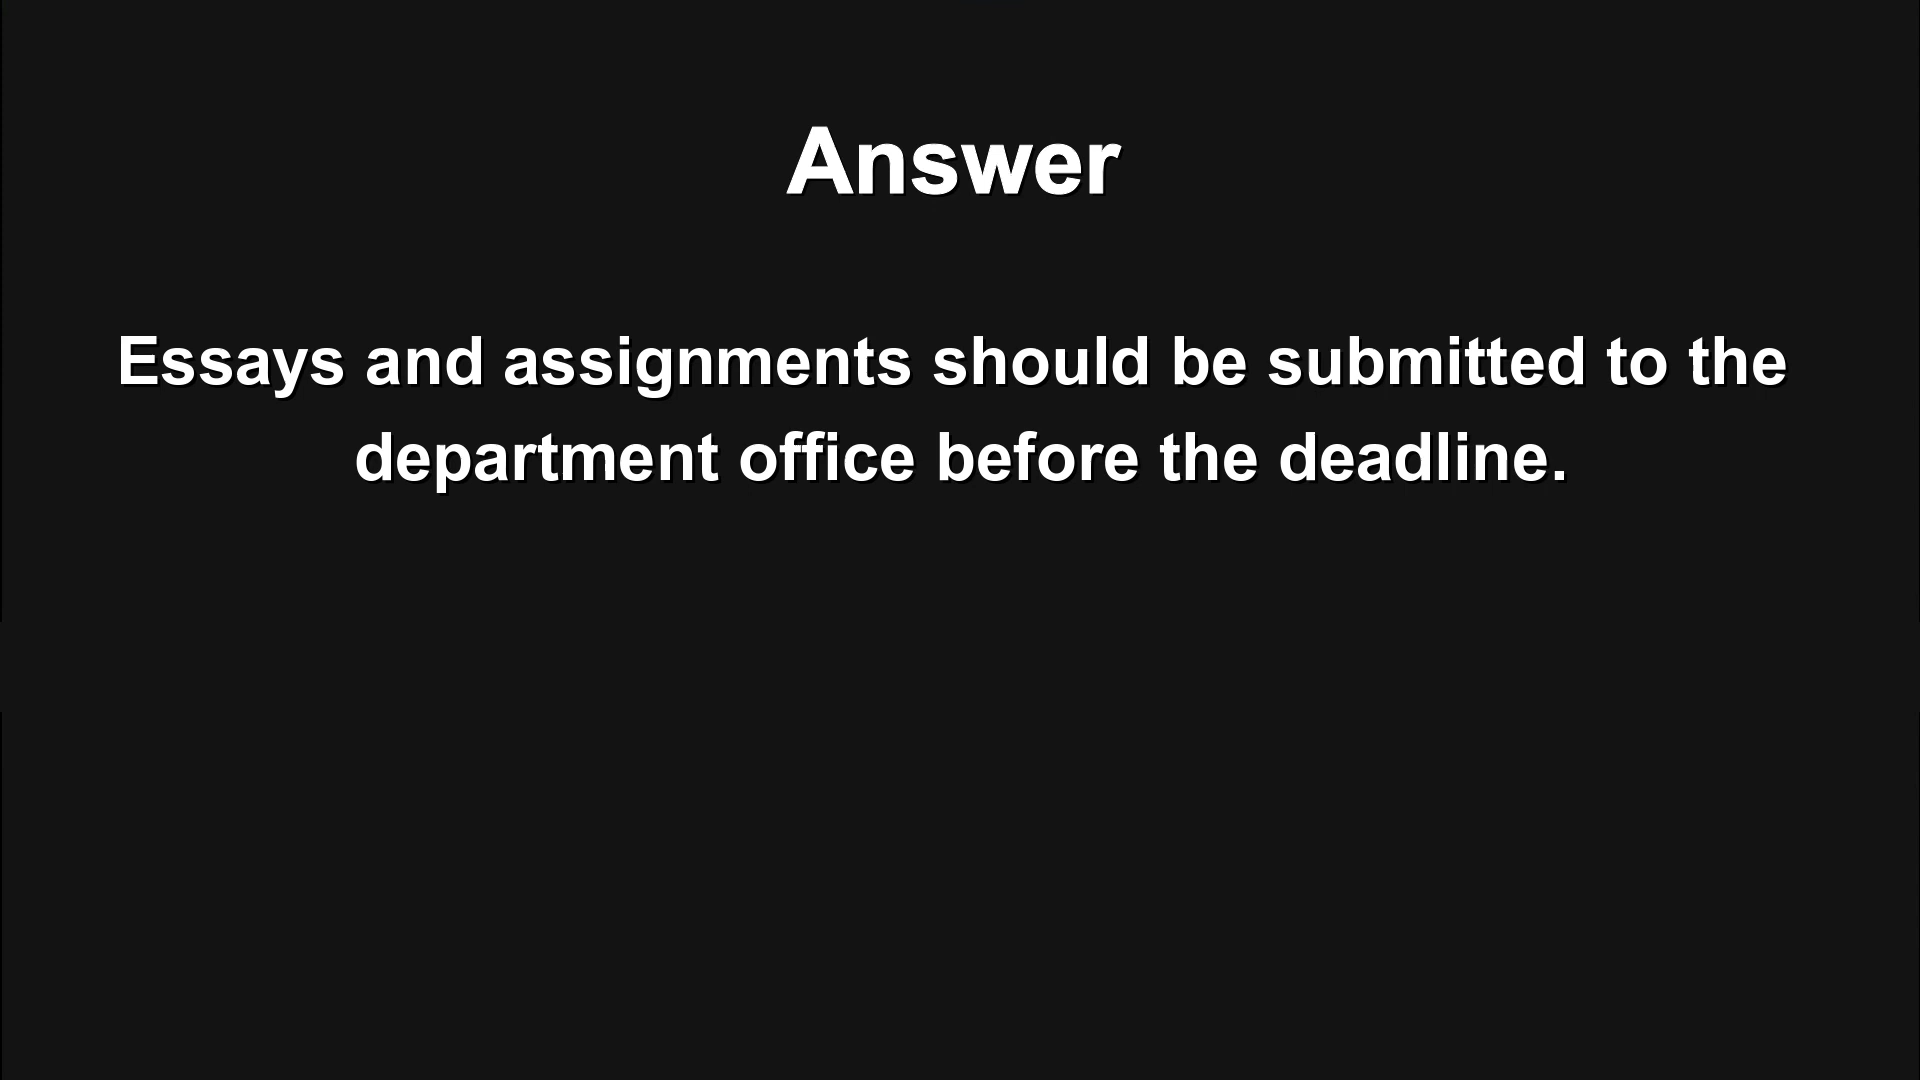 Answer
Essays and assignments should be submitted to the
department office before the deadline.